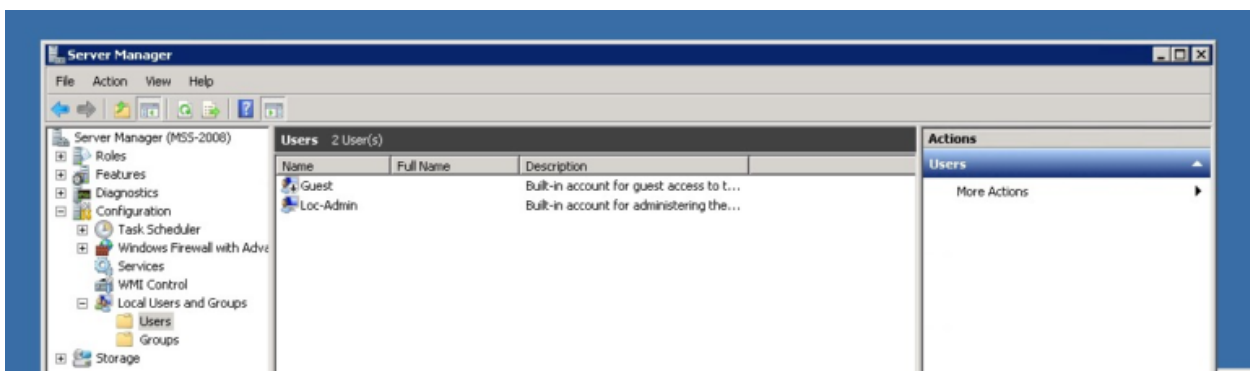 Server Manager
File Action View Help
Server Manager (MSS-2008)
Roles
Features
Diagnostics
Configuration
Task Scheduler
Windows Firewall with Adva
Services
WMI Control
Local Users and Groups
Users
Groups
Storage
Users 2 User(s)
Name Full Name Description
Guest Built-in account for guest access to t...
Loc-Admin Built-in account for administering the...
Actions
Users
More Actions